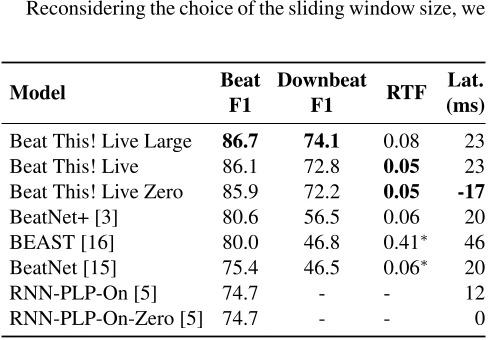 Reconsidering the choice of the sliding window size, we
Model Beat F1 Downbeat F1 RTF Lat. (ms)
Beat This! Live Large 86.7 74.1 0.08 23
Beat This! Live 86.1 72.8 0.05 23
Beat This! Live Zero 85.9 72.2 0.05 -17
BeatNet+ [3] 80.6 56.5 0.06 20
BEAST [16] 80.0 46.8 0.41* 46
BeatNet [15] 75.4 46.5 0.06* 20
RNN-PLP-On [5] 74.7 - - 12
RNN-PLP-On-Zero [5] 74.7 - - 0